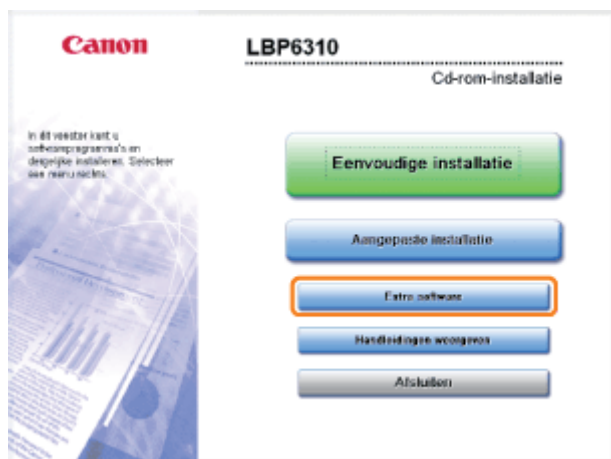 Canon
LBP6310
Cd-rom-installatie
In dit venster kunt u
softwareprogramma's en
dergelijke installeren. Selecteer
een menu rechts.
Eenvoudige installatie
Aangepaste installatie
Extra software
Handleidingen weergeven
Afsluiten